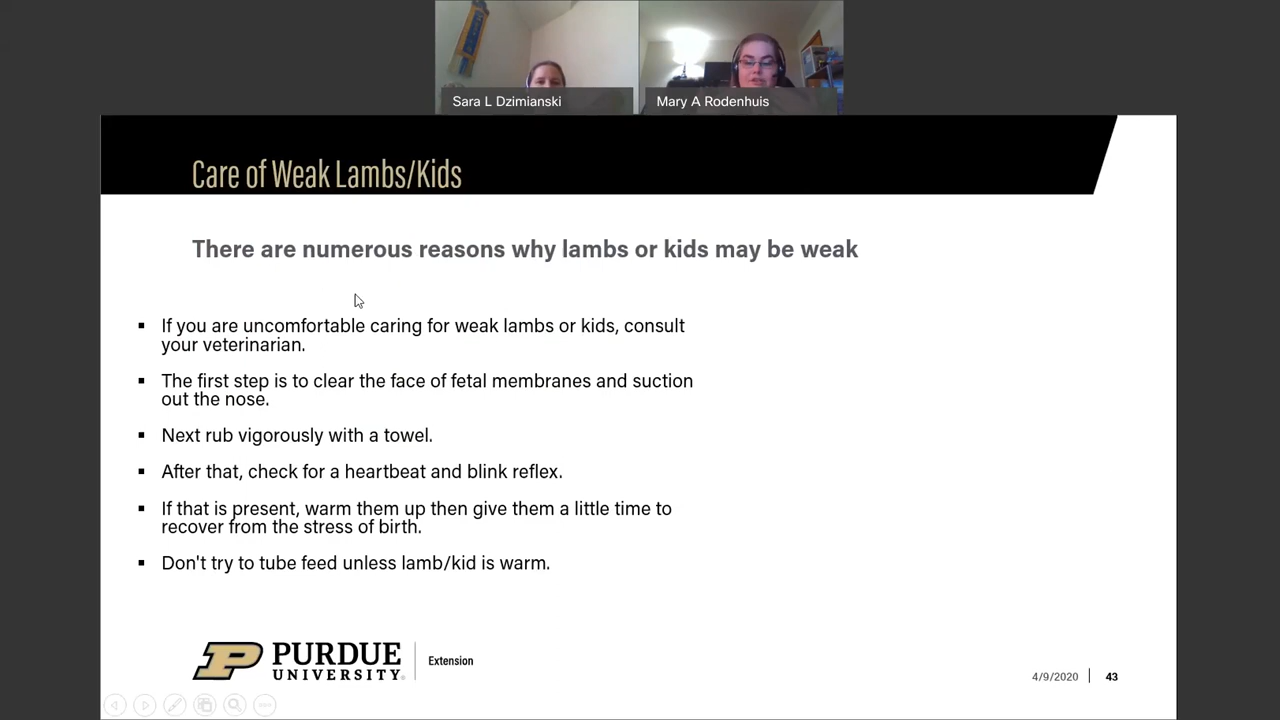 Sara L Dzimianski
Mary A Rodenhuis
Care of Weak Lambs/Kids
There are numerous reasons why lambs or kids may be weak
▪ If you are uncomfortable caring for weak lambs or kids, consult
your veterinarian.
▪ The first step is to clear the face of fetal membranes and suction
out the nose.
▪ Next rub vigorously with a towel.
▪ After that, check for a heartbeat and blink reflex.
▪ If that is present, warm them up then give them a little time to
recover from the stress of birth.
▪ Don't try to tube feed unless lamb/kid is warm.
P PURDUE
UNIVERSITY®
Extension
4/9/2020 43